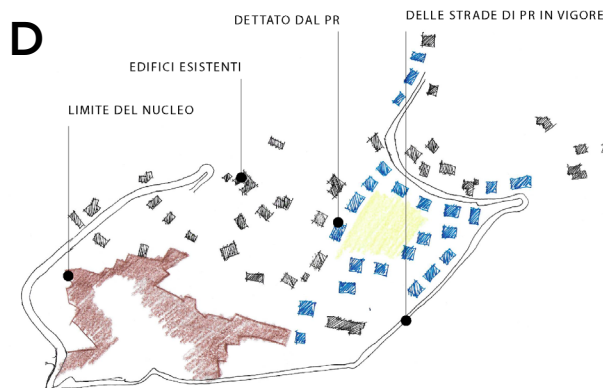 D
DELLE STRADE DI PR IN VIGORE
DETTATO DAL PR
EDIFICI ESISTENTI
LIMITE DEL NUCLEO